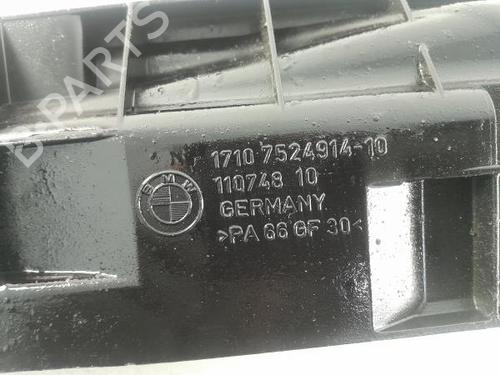 B-PARTS
1710 7524914-10
110748 10
BMW
GERMANY
>PA 66 GF 30<